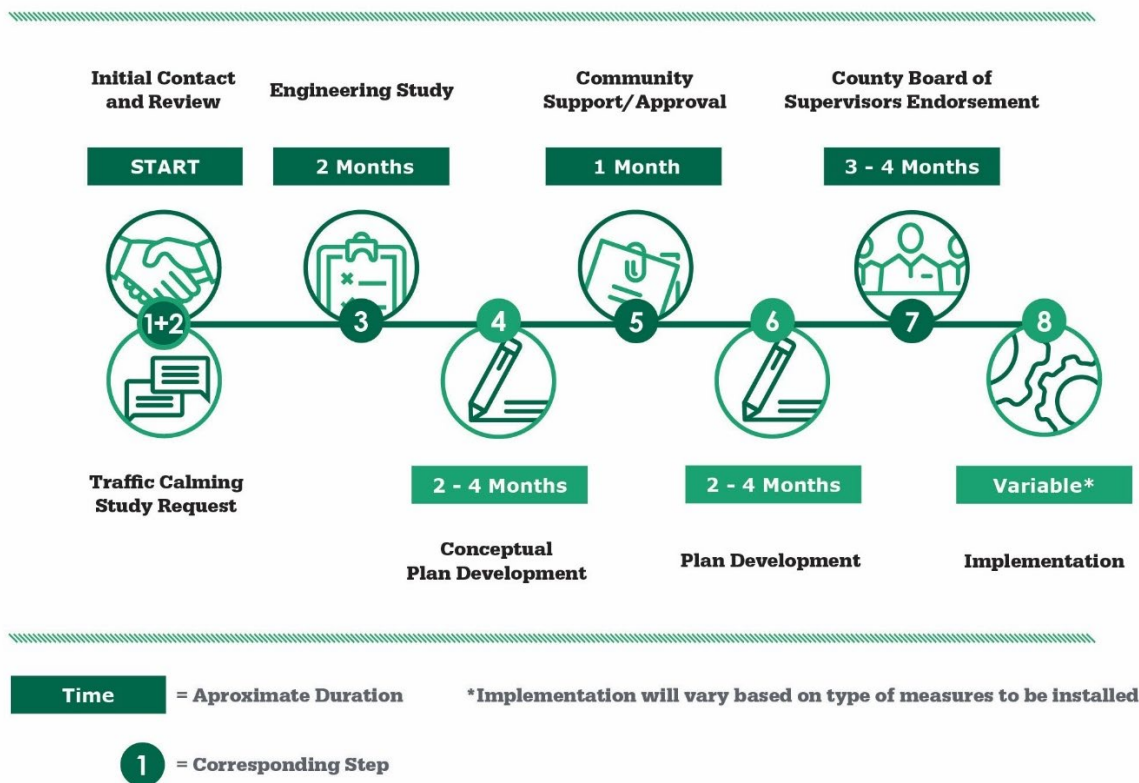 Initial Contact
and Review
Engineering Study
Community
Support/Approval
County Board of
Supervisors Endorsement
START
2 Months
1 Month
3 - 4 Months
1+2
3
4
5
6
7
8
Traffic Calming
Study Request
2 - 4 Months
Conceptual
Plan Development
2 - 4 Months
Plan Development
Variable*
Implementation
Time = Aproximate Duration
*Implementation will vary based on type of measures to be installed
1 = Corresponding Step